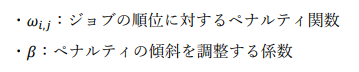 ・ωi,j：ジョブの順位に対するペナルティ関数
・β：ペナルティの傾斜を調整する係数